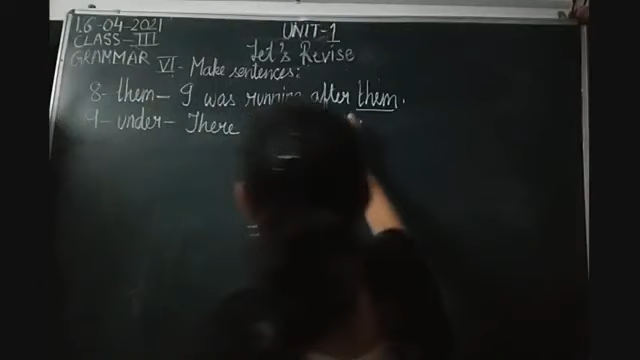 16-04-2021
UNIT-1
CLASS-III
Let's Revise
GRAMMAR
VI- Make sentences:
8- them- I was running after them.
9- under- There